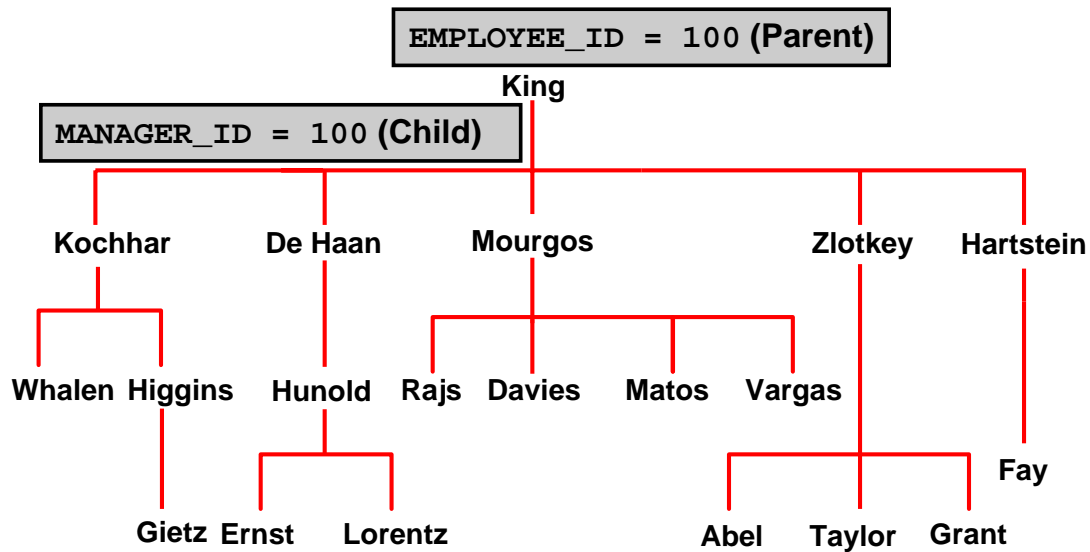 EMPLOYEE_ID = 100 (Parent)
King
MANAGER_ID = 100 (Child)
Kochhar De Haan Mourgos Zlotkey Hartstein
Whalen Higgins Hunold Rajs Davies Matos Vargas
Fay
Gietz Ernst Lorentz Abel Taylor Grant